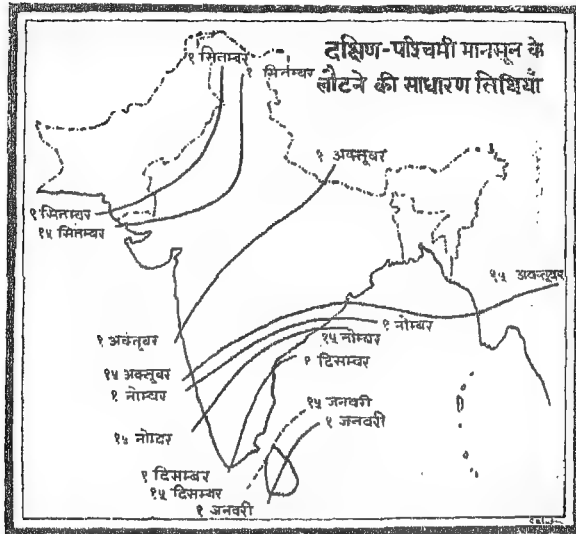 दक्षिण-पश्चिमी मानसून के
लौटने की साधारण तिथियाँ
१ सितम्बर
१ सितम्बर
१ अक्तूबर
१ सितम्बर
१५ सितम्बर
१५ अक्तूबर
१ अक्तूबर
१ नोम्बर
१५ नोम्बर
१ दिसम्बर
१५ अक्तूबर
१ नोम्बर
१५ जनवरी
१ जनवरी
१५ नोम्बर
१ दिसम्बर
१५ दिसम्बर
१ जनवरी